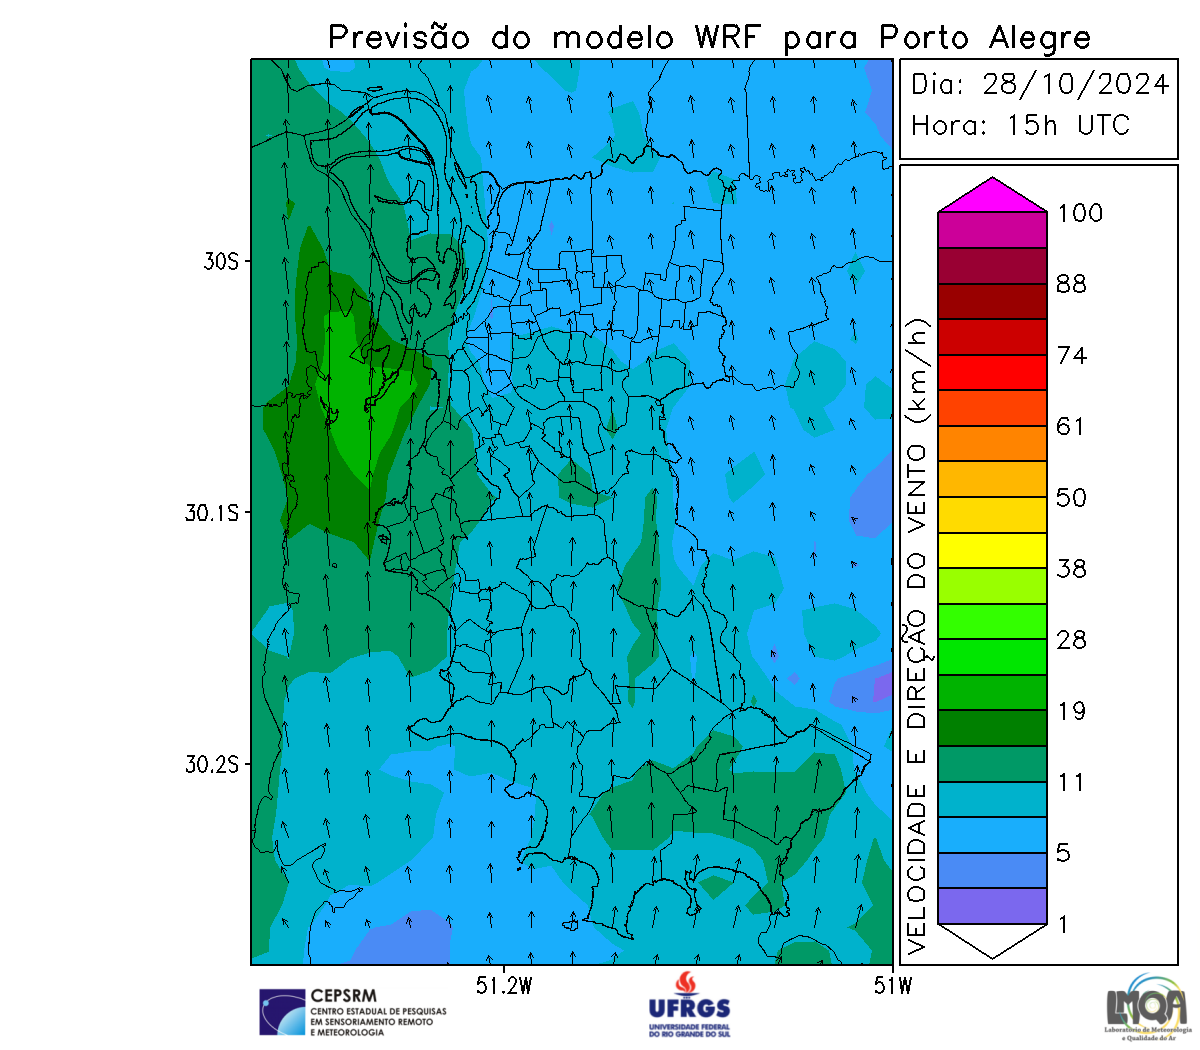 Previsão do modelo WRF para Porto Alegre
Dia: 28/10/2024
Hora: 15h UTC
30S
30.1S
30.2S
51.2W
51W
VELOCIDADE E DIREÇÃO DO VENTO (km/h)
100
88
74
61
50
38
28
19
11
5
1
CEPSRM
CENTRO ESTADUAL DE PESQUISAS
EM SENSORIAMENTO REMOTO
E METEOROLOGIA
UFRGS
UNIVERSIDADE FEDERAL
DO RIO GRANDE DO SUL
LMQA
Laboratório de Meteorologia
e Qualidade do Ar